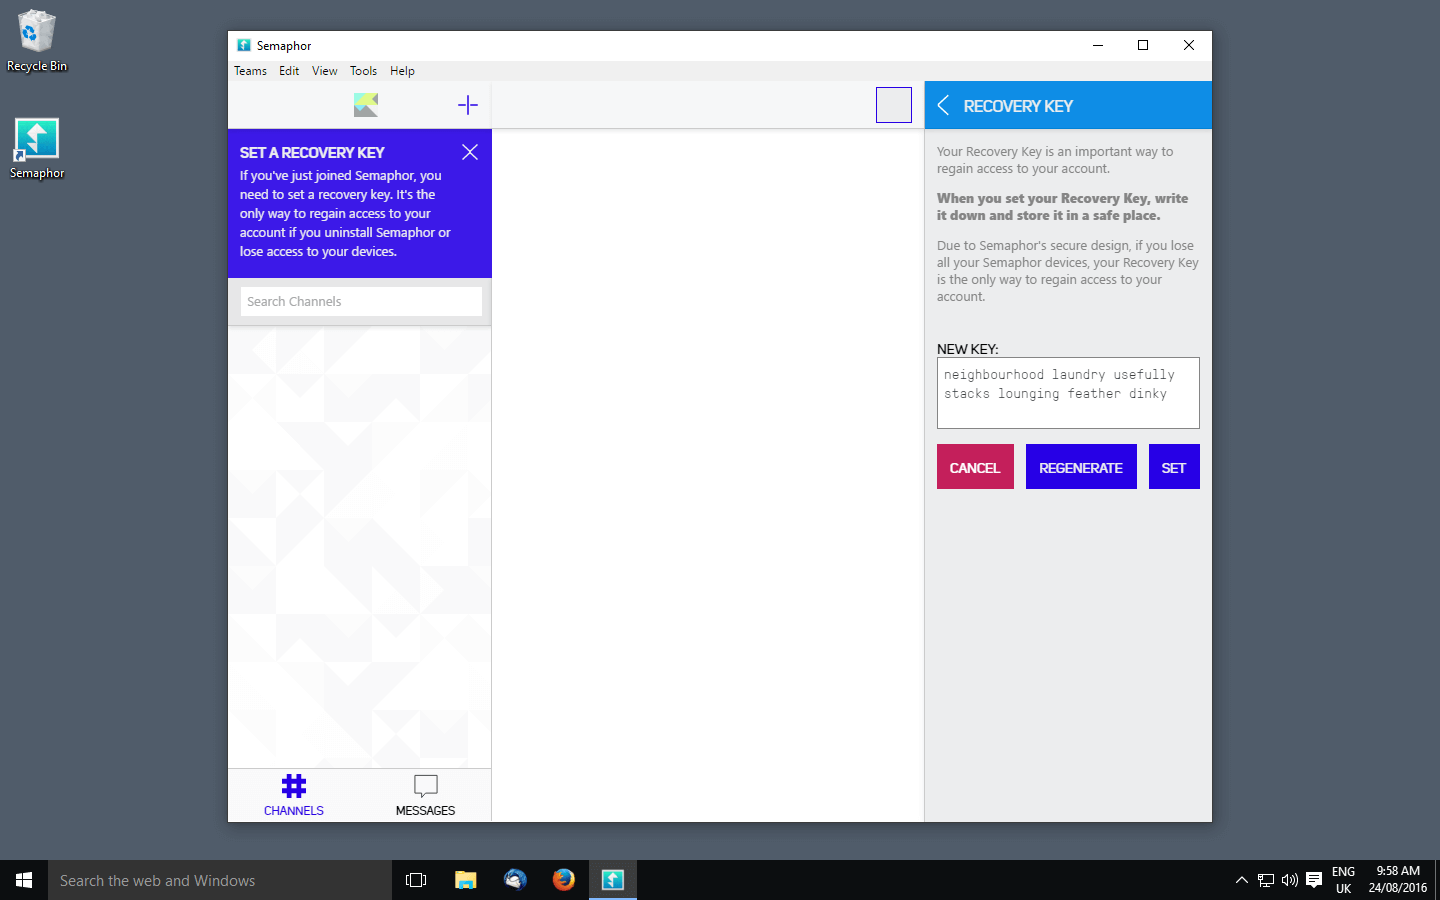 Recycle Bin
Semaphor
Semaphor
Teams Edit View Tools Help
SET A RECOVERY KEY
If you've just joined Semaphor, you
need to set a recovery key. It's the
only way to regain access to your
account if you uninstall Semaphor or
lose access to your devices.
Search Channels
CHANNELS
MESSAGES
RECOVERY KEY
Your Recovery Key is an important way to
regain access to your account.
When you set your Recovery Key, write
it down and store it in a safe place.
Due to Semaphor's secure design, if you lose
all your Semaphor devices, your Recovery Key
is the only way to regain access to your
account.
NEW KEY:
neighbourhood laundry usefully
stacks lounging feather dinky
CANCEL
REGENERATE
SET
Search the web and Windows
ENG
UK
9:58 AM
24/08/2016